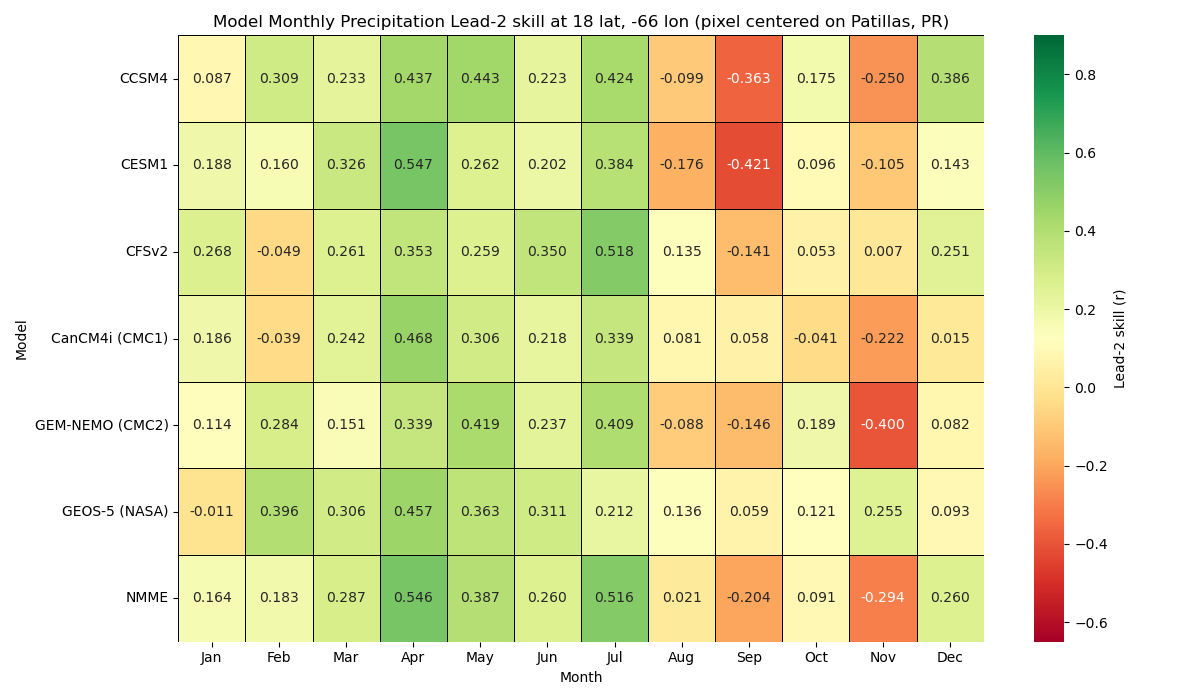 Model Monthly Precipitation Lead-2 skill at 18 lat, -66 lon (pixel centered on Patillas, PR)
CCSM4 0.087 0.309 0.233 0.437 0.443 0.223 0.424 -0.099 -0.363 0.175 -0.250 0.386
CESM1 0.188 0.160 0.326 0.547 0.262 0.202 0.384 -0.176 -0.421 0.096 -0.105 0.143
CFSv2 0.268 -0.049 0.261 0.353 0.259 0.350 0.518 0.135 -0.141 0.053 0.007 0.251
CanCM4i (CMC1) 0.186 -0.039 0.242 0.468 0.306 0.218 0.339 0.081 0.058 -0.041 -0.222 0.015
GEM-NEMO (CMC2) 0.114 0.284 0.151 0.339 0.419 0.237 0.409 -0.088 -0.146 0.189 -0.400 0.082
GEOS-5 (NASA) -0.011 0.396 0.306 0.457 0.363 0.311 0.212 0.136 0.059 0.121 0.255 0.093
NMME 0.164 0.183 0.287 0.546 0.387 0.260 0.516 0.021 -0.204 0.091 -0.294 0.260
Jan Feb Mar Apr May Jun Jul Aug Sep Oct Nov Dec
Month
Model
0.8
0.6
0.4
0.2
0.0
−0.2
−0.4
−0.6
Lead-2 skill (r)